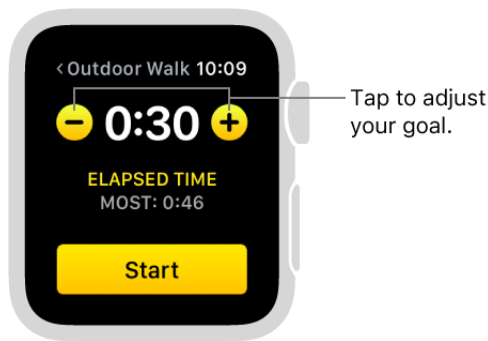 <Outdoor Walk 10:09
− 0:30 +
ELAPSED TIME
MOST: 0:46
Start
Tap to adjust
your goal.